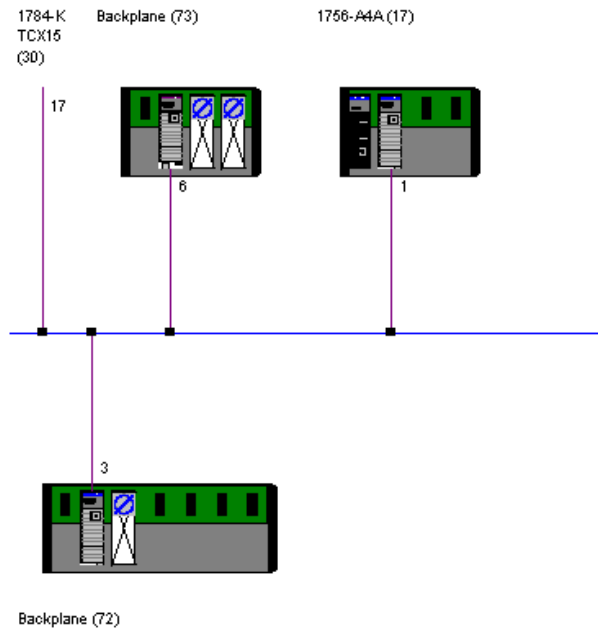 1784-K
TCX15
(30)
Backplane (73)
1756-A4A (17)
17
6
1
3
Backplane (72)